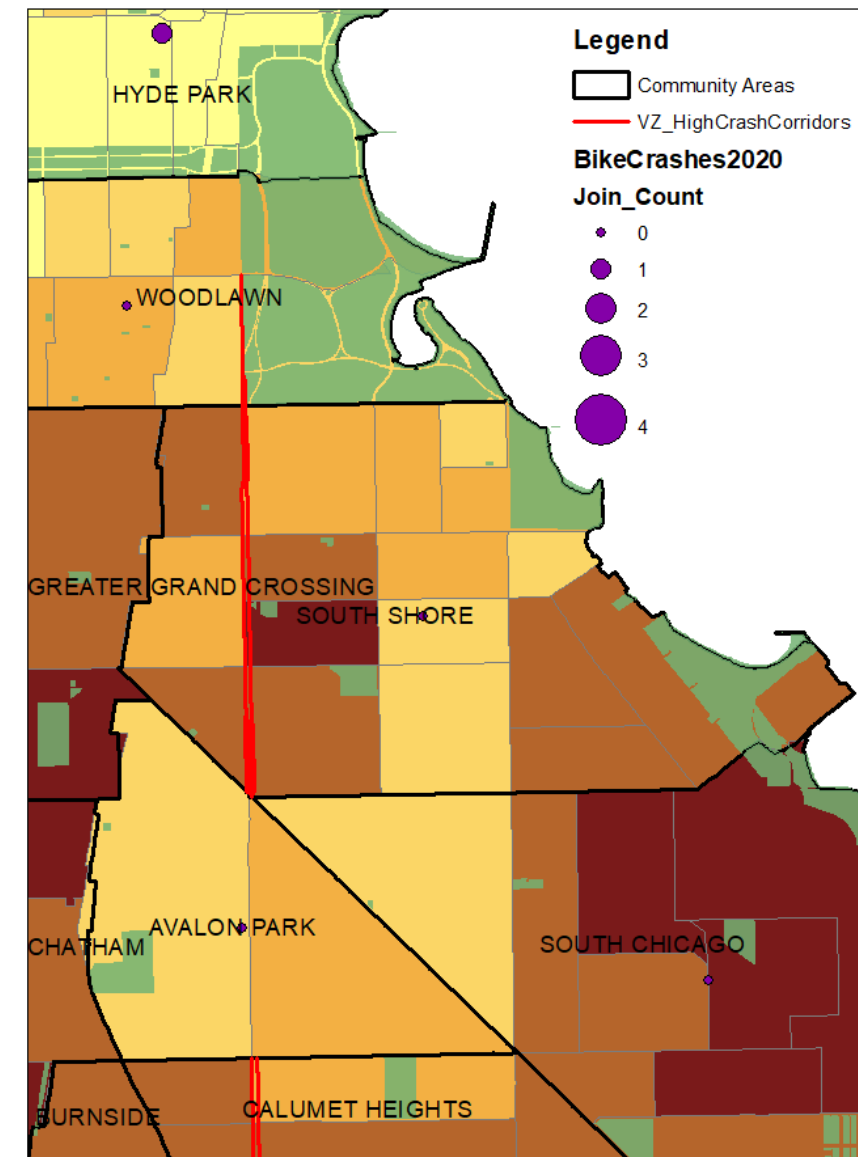 Legend
Community Areas
VZ_HighCrashCorridors
BikeCrashes2020
Join_Count
0
1
2
3
4
HYDE PARK
WOODLAWN
GREATER GRAND CROSSING
SOUTH SHORE
AVALON PARK
CHATHAM
SOUTH CHICAGO
BURNSIDE
CALUMET HEIGHTS